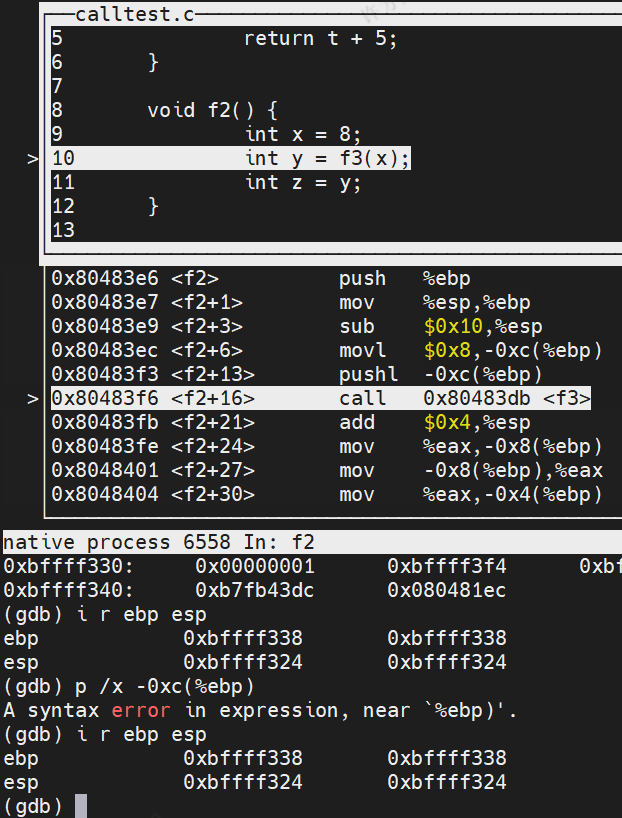 calltest.c
5 return t + 5;
6 }
7
8 void f2() {
9 int x = 8;
>10 int y = f3(x);
11 int z = y;
12 }
13
0x80483e6 <f2> push %ebp
0x80483e7 <f2+1> mov %esp,%ebp
0x80483e9 <f2+3> sub $0x10,%esp
0x80483ec <f2+6> movl $0x8,-0xc(%ebp)
0x80483f3 <f2+13> pushl -0xc(%ebp)
> 0x80483f6 <f2+16> call 0x80483db <f3>
0x80483fb <f2+21> add $0x4,%esp
0x80483fe <f2+24> mov %eax,-0x8(%ebp)
0x8048401 <f2+27> mov -0x8(%ebp),%eax
0x8048404 <f2+30> mov %eax,-0x4(%ebp)
native process 6558 In: f2
0xbffff330: 0x00000001 0xbffff3f4 0xbf
0xbffff340: 0xb7fb43dc 0x080481ec
(gdb) i r ebp esp
ebp 0xbffff338 0xbffff338
esp 0xbffff324 0xbffff324
(gdb) p /x -0xc(%ebp)
A syntax error in expression, near `%ebp)'.
(gdb) i r ebp esp
ebp 0xbffff338 0xbffff338
esp 0xbffff324 0xbffff324
(gdb)